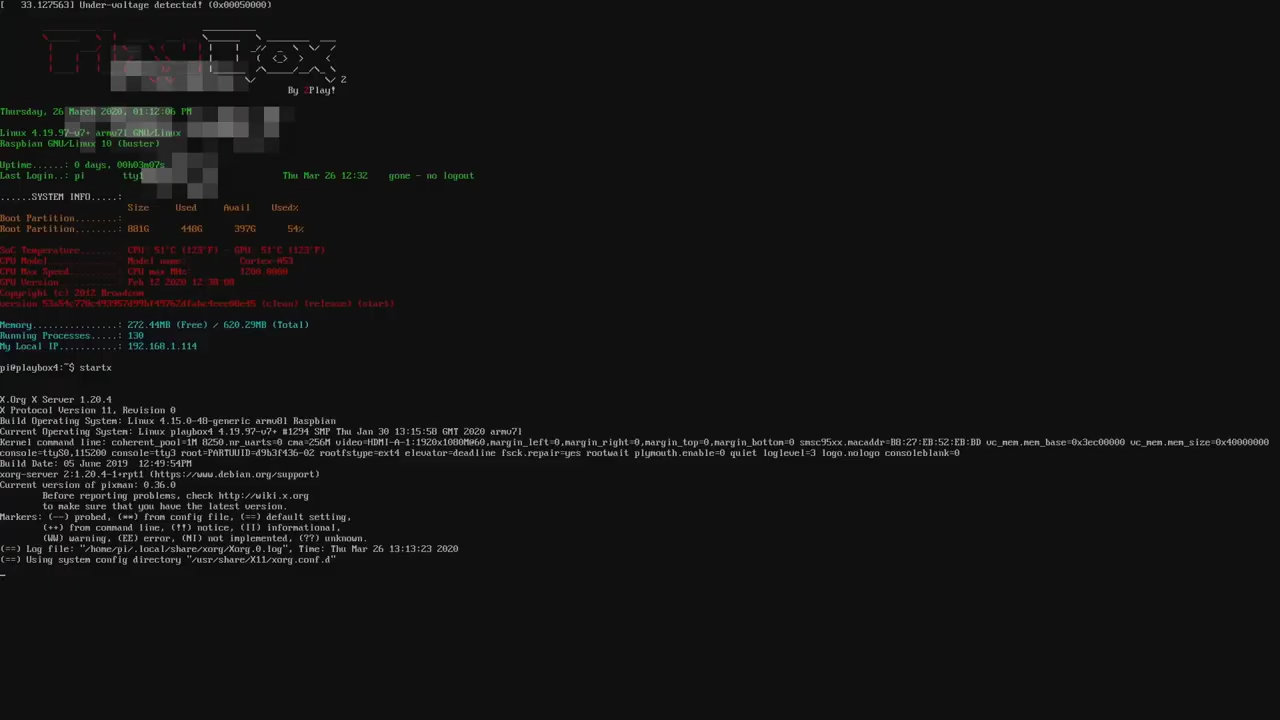 [   33.127563] Under-voltage detected! (0x00050000)
2
By 2Play!
Thursday, 26 March 2020, 01:12:06 PM
Linux 4.19.97-v7+ armv7l GNU/Linux
Raspbian GNU/Linux 10 (buster)
Uptime......: 0 days, 00h03m07s
Last Login..: pi tty1 Thu Mar 26 12:32 gone - no logout
......SYSTEM INFO.....:
Size Used Avail Used%
Boot Partition........:
Root Partition........: 881G 448G 397G 54%
SoC Temperature.......: CPU: 51°C (123°F) - GPU: 51°C (123°F)
CPU Model.............: Model name: Cortex-A53
CPU Max Speed.........: CPU max MHz: 1200.0000
GPU Version...........: Feb 12 2020 12:38:08
Copyright (c) 2012 Broadcom
version (clean) (release) (start)
Memory................: 272.44MB (Free) / 620.29MB (Total)
Running Processes.....: 130
My Local IP...........: 192.168.1.114
pi@playbox4:~$ startx
X.Org X Server 1.20.4
X Protocol Version 11, Revision 0
Build Operating System: Linux 4.15.0-48-generic armv8l Raspbian
Current Operating System: Linux playbox4 4.19.97-v7+ #1294 SMP Thu Jan 30 13:15:58 GMT 2020 armv7l
Kernel command line: coherent_pool=1M 8250.nr_uarts=0 cma=256M video=HDMI-A-1:1920x1080M@60,margin_left=0,margin_right=0,margin_top=0,margin_bottom=0 smsc95xx.macaddr=B8:27:EB:52:EB:BD vc_mem.mem_base=0x3ec00000 vc_mem.mem_size=0x40000000
console=ttyS0,115200 console=tty3 root=PARTUUID=d9b3f436-02 rootfstype=ext4 elevator=deadline fsck.repair=yes rootwait plymouth.enable=0 quiet loglevel=3 logo.nologo consoleblank=0
Build Date: 05 June 2019  12:49:54PM
xorg-server 2:1.20.4-1+rpt1 (https://www.debian.org/support)
Current version of pixman: 0.36.0
Before reporting problems, check http://wiki.x.org
to make sure that you have the latest version.
Markers: (--) probed, (**) from config file, (==) default setting,
(++) from command line, (!!) notice, (II) informational,
(WW) warning, (EE) error, (NI) not implemented, (??) unknown.
(==) Log file: "/home/pi/.local/share/xorg/Xorg.0.log", Time: Thu Mar 26 13:13:23 2020
(==) Using system config directory "/usr/share/X11/xorg.conf.d"